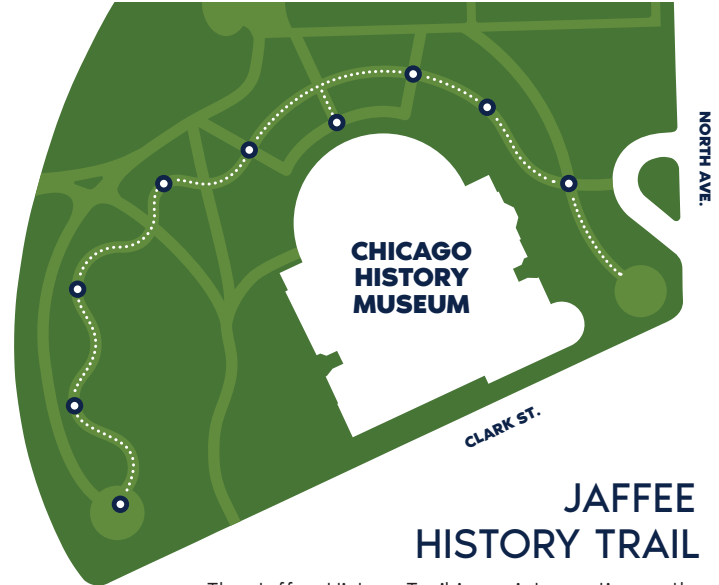 NORTH AVE.
CHICAGO
HISTORY
MUSEUM
CLARK ST.
JAFFEE
HISTORY TRAIL